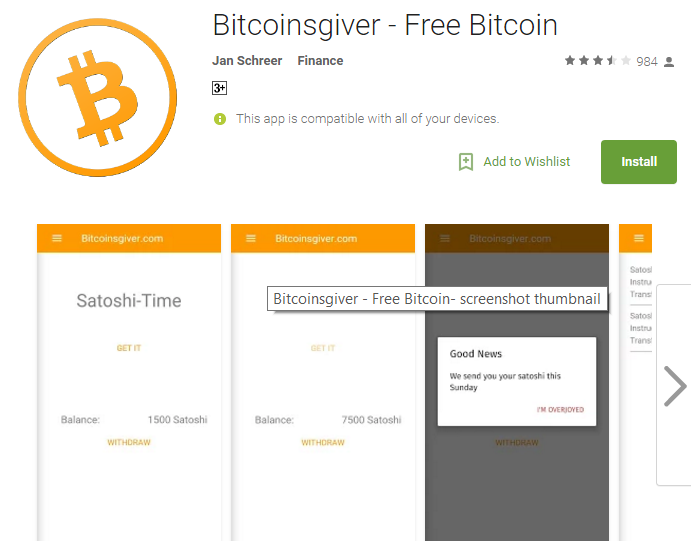 Bitcoinsgiver - Free Bitcoin
Jan Schreer Finance 984
3+
This app is compatible with all of your devices.
Add to Wishlist Install
Bitcoinsgiver.com
Satoshi-Time
GET IT
Balance: 1500 Satoshi
WITHDRAW
Bitcoinsgiver.com
Bitcoinsgiver - Free Bitcoin- screenshot thumbnail
GET IT
Balance: 7500 Satoshi
WITHDRAW
Bitcoinsgiver.com
Good News
We send you your satoshi this
Sunday
I'M OVERJOYED
WITHDRAW
Satosl
Instru
Transf
Satosl
Instru
Transf